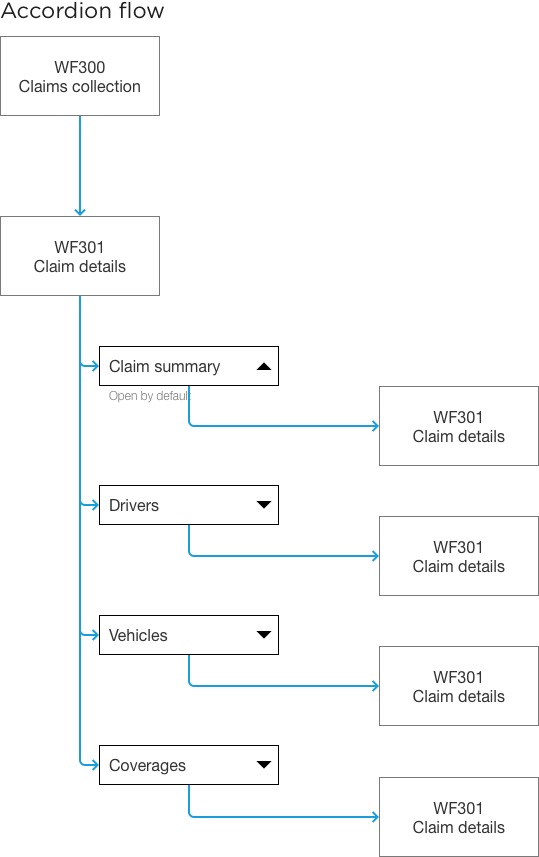 Accordion flow
WF300
Claims collection
WF301
Claim details
Claim summary
Open by default
WF301
Claim details
Drivers
WF301
Claim details
Vehicles
WF301
Claim details
Coverages
WF301
Claim details